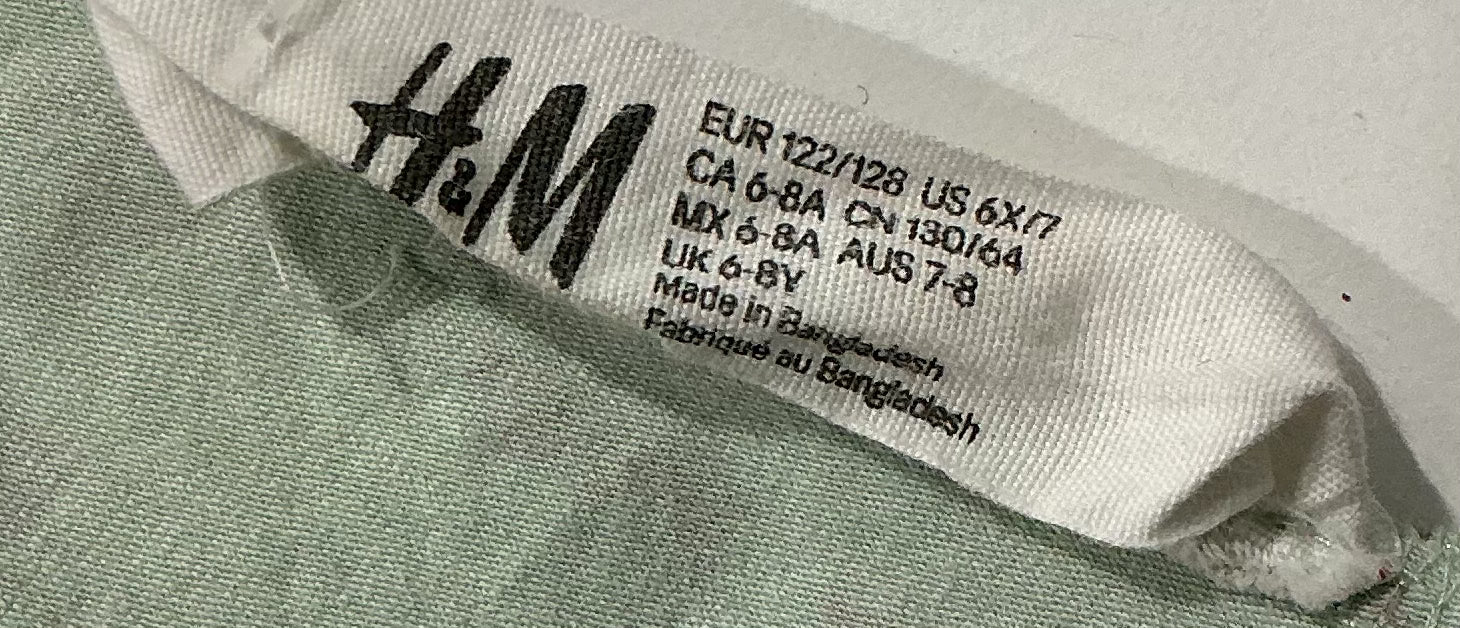 H&M
EUR 122/128 US 6X/7
CA 6-8A CN 130/64
MX 6-8A AUS 7-8
UK 6-8Y
Made in Bangladesh
Fabriqué au Bangladesh